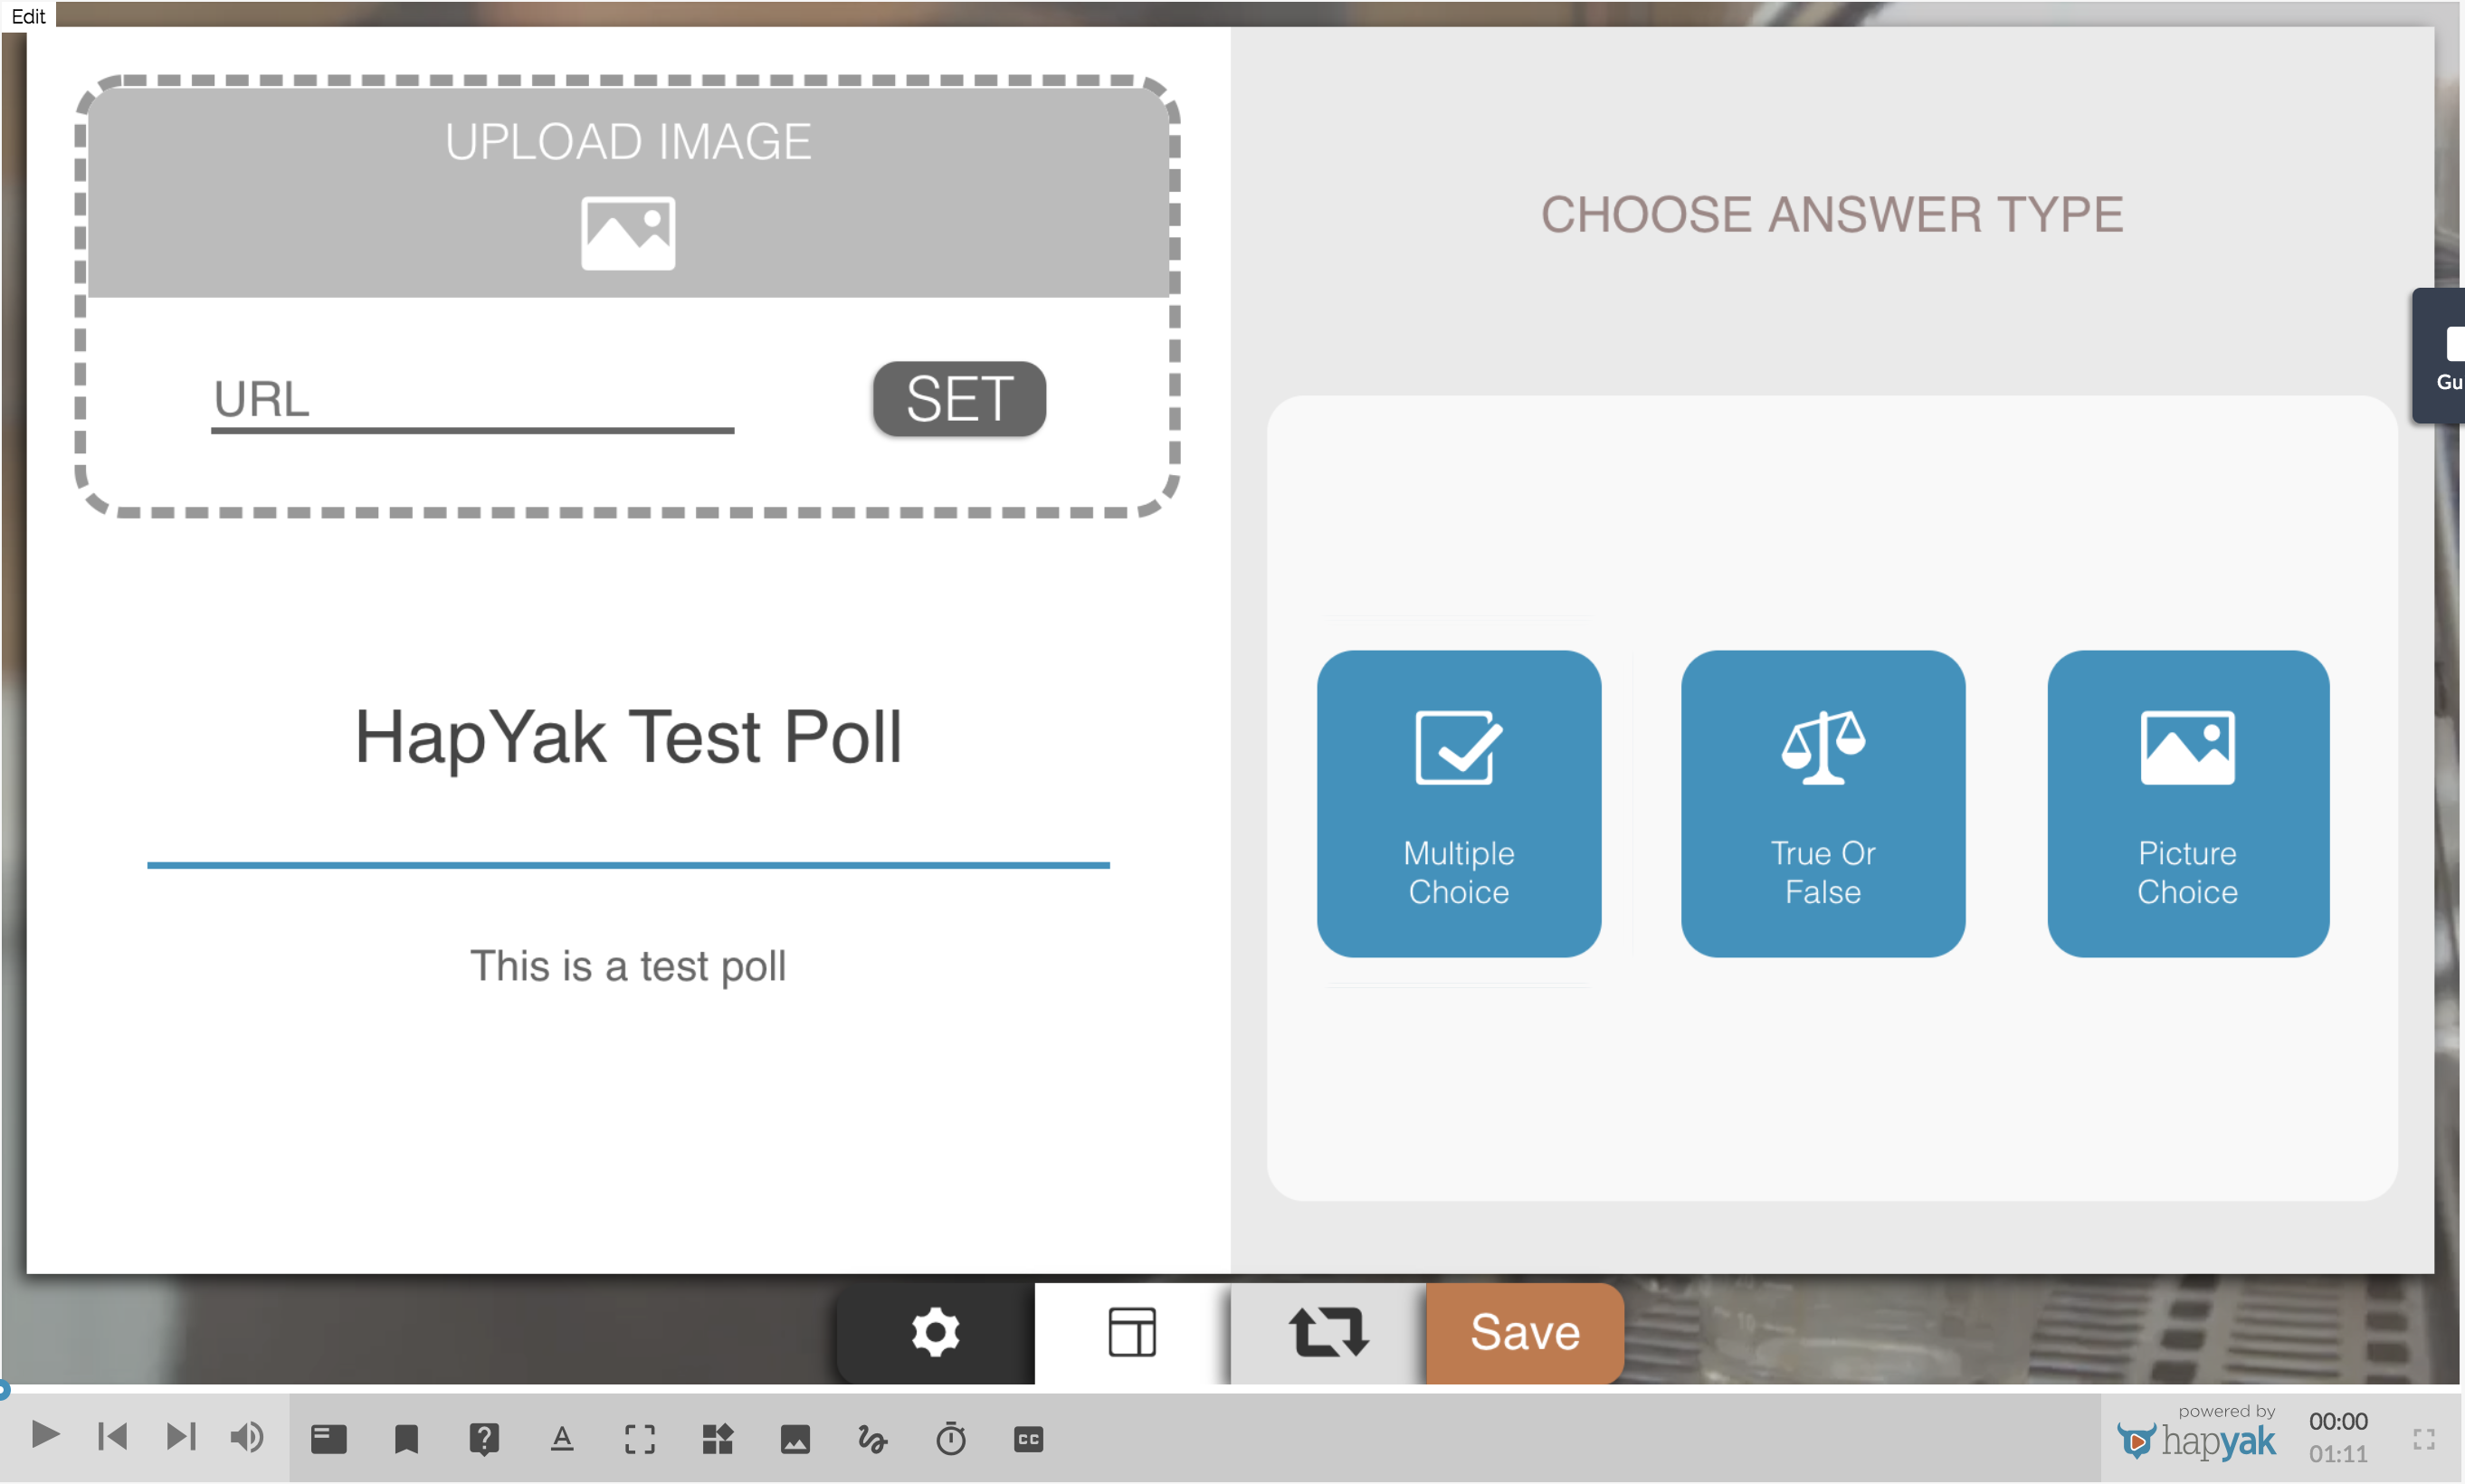 Edit
UPLOAD IMAGE
URL
SET
HapYak Test Poll
This is a test poll
CHOOSE ANSWER TYPE
Multiple
Choice
True Or
False
Picture
Choice
Gu
Save
A
CC
powered by
hapyak
00:00
01:11